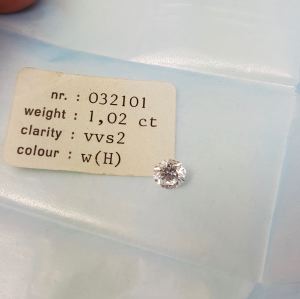 nr. : 032101
weight : 1,02 ct
clarity : vvs2
colour : w(H)